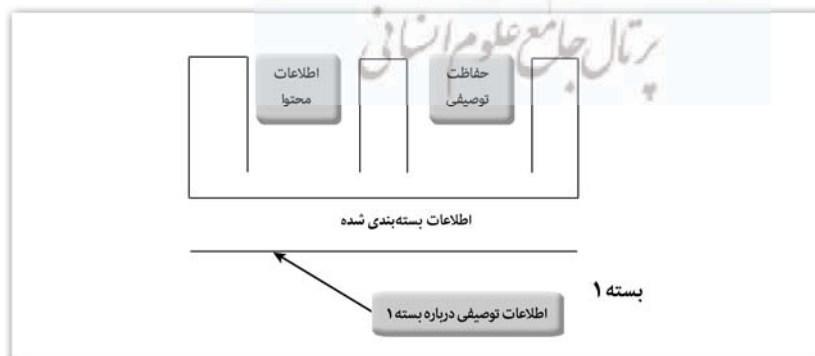 پرتال جامع علوم انسانی
حفاظت
توصیفی
اطلاعات
محتوا
اطلاعات بسته‌بندی شده
بسته ۱
اطلاعات توصیفی درباره بسته ۱